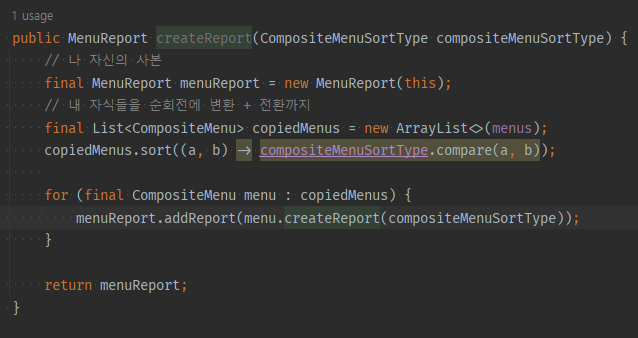 1 usage
public MenuReport createReport(CompositeMenuSortType compositeMenuSortType) {
// 나 자신의 사본
final MenuReport menuReport = new MenuReport(this);
// 내 자식들을 순회전에 변환 + 전환까지
final List<CompositeMenu> copiedMenus = new ArrayList<>(menus);
copiedMenus.sort((a, b) → compositeMenuSortType.compare(a, b));
for (final CompositeMenu menu : copiedMenus) {
menuReport.addReport(menu.createReport(compositeMenuSortType));
}
return menuReport;
}